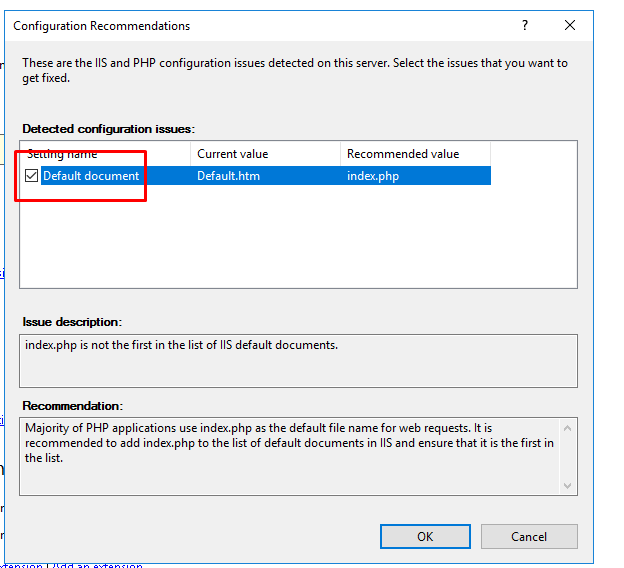 Configuration Recommendations
?
These are the IIS and PHP configuration issues detected on this server. Select the issues that you want to
get fixed.
Detected configuration issues:
Setting name Current value Recommended value
Default document Default.htm index.php
Issue description:
index.php is not the first in the list of IIS default documents.
Recommendation:
Majority of PHP applications use index.php as the default file name for web requests. It is
recommended to add index.php to the list of default documents in IIS and ensure that it is the first in
the list.
OK Cancel